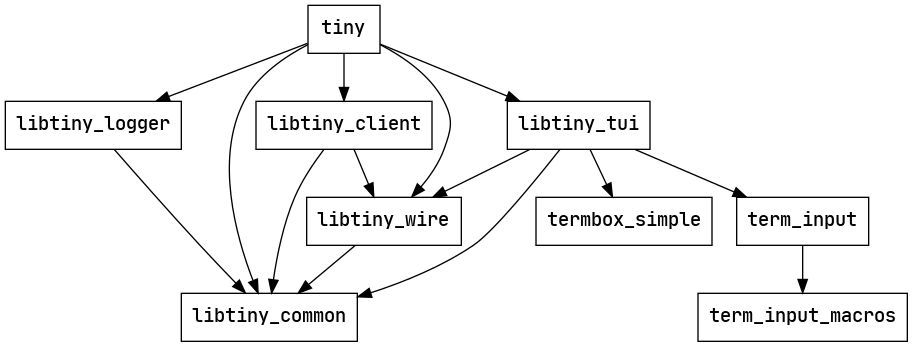 tiny
libtiny_logger
libtiny_client
libtiny_tui
libtiny_wire
termbox_simple
term_input
libtiny_common
term_input_macros